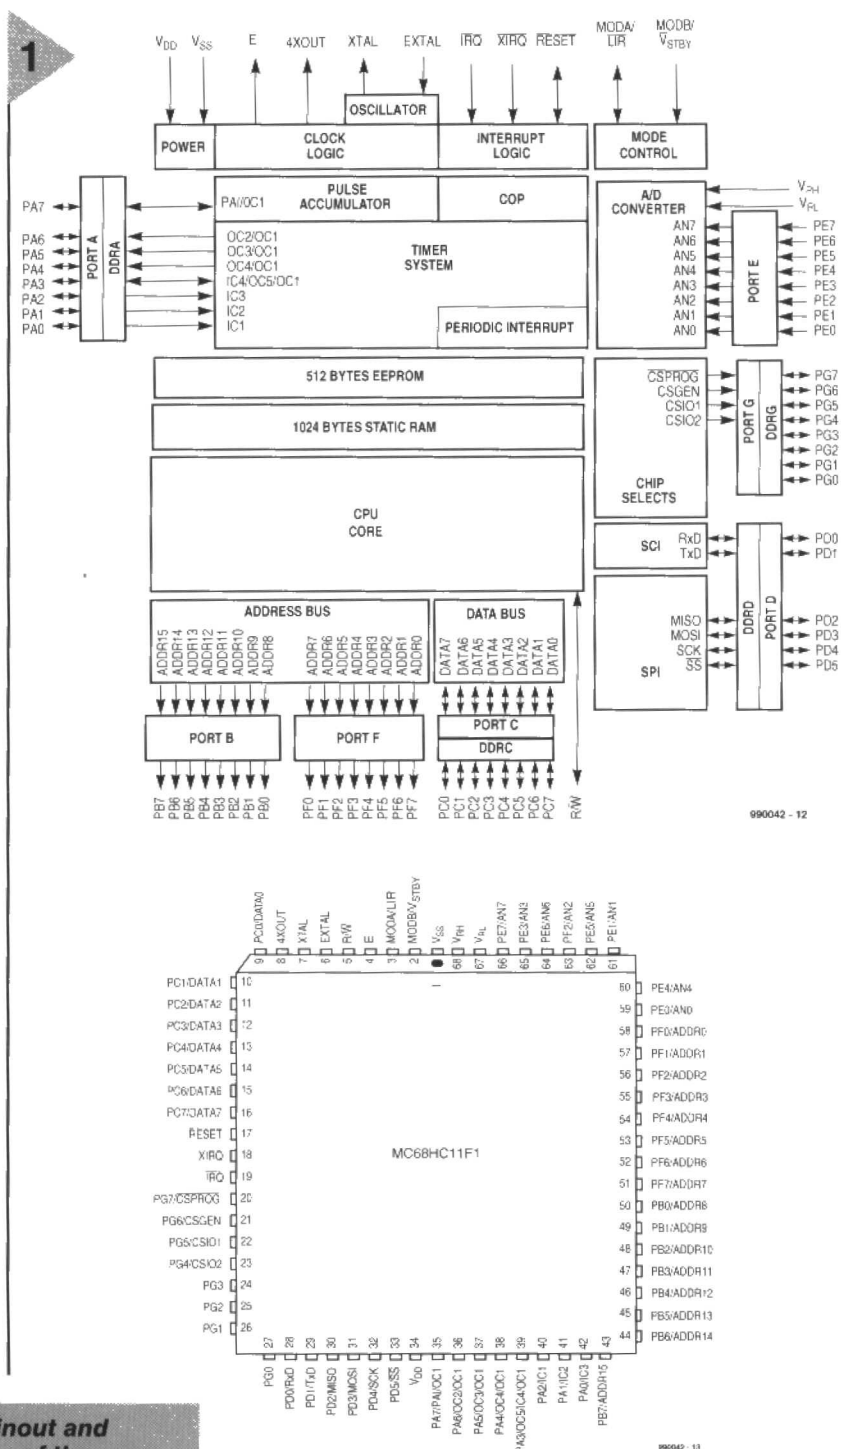 1
V_DD V_SS E 4XOUT XTAL EXTAL IRQ XIRQ RESET MODA/ LIR MODB/ V_STBY
OSCILLATOR
POWER
CLOCK LOGIC
INTERRUPT LOGIC
MODE CONTROL
PULSE ACCUMULATOR
PAI/OC1
COP
TIMER SYSTEM
OC2/OC1
OC3/OC1
OC4/OC1
IC4/OC5/OC1
IC3
IC2
IC1
PERIODIC INTERRUPT
PA7
PA6
PA5
PA4
PA3
PA2
PA1
PA0
PORT A
DDRA
A/D CONVERTER
AN7
AN6
AN5
AN4
AN3
AN2
AN1
AN0
V_RH
V_RL
PORT E
PE7
PE6
PE5
PE4
PE3
PE2
PE1
PE0
512 BYTES EEPROM
1024 BYTES STATIC RAM
CPU CORE
CSPROG
CSGEN
CSIO1
CSIO2
CHIP SELECTS
PORT G
DDRG
PG7
PG6
PG5
PG4
PG3
PG2
PG1
PG0
SCI
RxD
TxD
SPI
MISO
MOSI
SCK
SS
DDRD
PORT D
PD0
PD1
PD2
PD3
PD4
PD5
ADDRESS BUS
ADDR15 ADDR14 ADDR13 ADDR12 ADDR11 ADDR10 ADDR9 ADDR8
ADDR7 ADDR6 ADDR5 ADDR4 ADDR3 ADDR2 ADDR1 ADDR0
DATA BUS
DATA7 DATA6 DATA5 DATA4 DATA3 DATA2 DATA1 DATA0
PORT B
PORT F
PORT C
DDRC
PB7 PB6 PB5 PB4 PB3 PB2 PB1 PB0
PF0 PF1 PF2 PF3 PF4 PF5 PF6 PF7
PC0 PC1 PC2 PC3 PC4 PC5 PC6 PC7
R/W
990042 - 12
PC0/DATA0 4XOUT XTAL EXTAL R/W E MODA/LIR MODB/V_STBY V_SS V_RH V_RL PE7/AN7 PE3/AN3 PE6/AN6 PF2/AN2 PE5/AN5 PE1/AN1
9 8 7 6 5 4 3 2 68 67 66 65 64 63 62 61
PC1/DATA1 10
PC2/DATA2 11
PC3/DATA3 12
PC4/DATA4 13
PC5/DATA5 14
PC6/DATA6 15
PC7/DATA7 16
RESET 17
XIRQ 18
IRQ 19
PG7/CSPROG 20
PG6/CSGEN 21
PG5/CSIO1 22
PG4/CSIO2 23
PG3 24
PG2 25
PG1 26
MC68HC11F1
60 PE4/AN4
59 PE0/AN0
58 PF0/ADDR0
57 PF1/ADDR1
56 PF2/ADDR2
55 PF3/ADDR3
54 PF4/ADDR4
53 PF5/ADDR5
52 PF6/ADDR6
51 PF7/ADDR7
50 PB0/ADDR8
49 PB1/ADDR9
48 PB2/ADDR10
47 PB3/ADDR11
46 PB4/ADDR12
45 PB5/ADDR13
44 PB6/ADDR14
27 28 29 30 31 32 33 34 35 36 37 38 39 40 41 42 43
PG0 PD0/RxD PD1/TxD PD2/MISO PD3/MOSI PD4/SCK PD5/SS V_DD PA7/PAI/OC1 PA6/OC2/OC1 PA5/OC3/OC1 PA4/OC4/OC1 PA3/OC5/IC4/OC1 PA2/IC1 PA1/IC2 PA0/IC3 PB7/ADDR15
990042 - 13
inout and